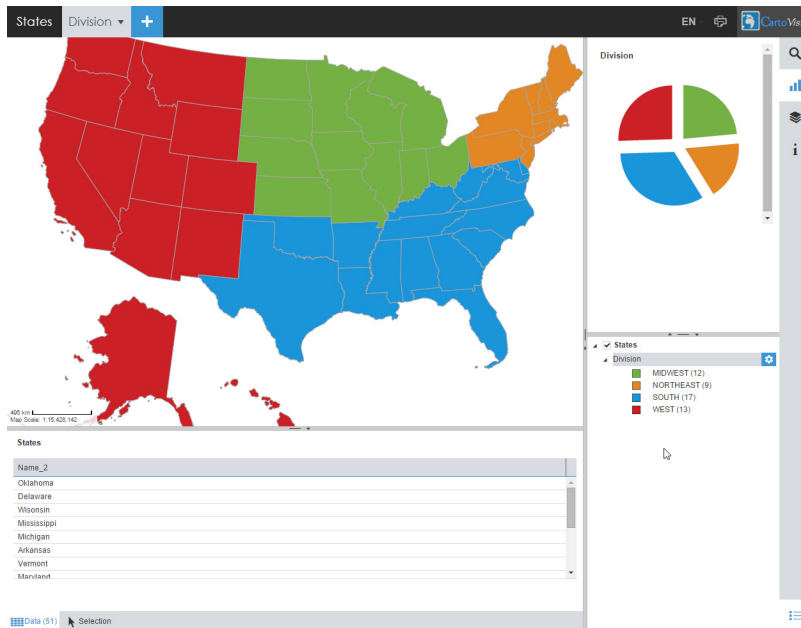 States Division EN CartoVis
Division
495 km
Map Scale: 1:15,428,142
States
Division
MIDWEST (12)
NORTHEAST (9)
SOUTH (17)
WEST (13)
States
Name_2
Oklahoma
Delaware
Wisonsin
Mississippi
Michigan
Arkansas
Vermont
Maryland
Data (51) Selection